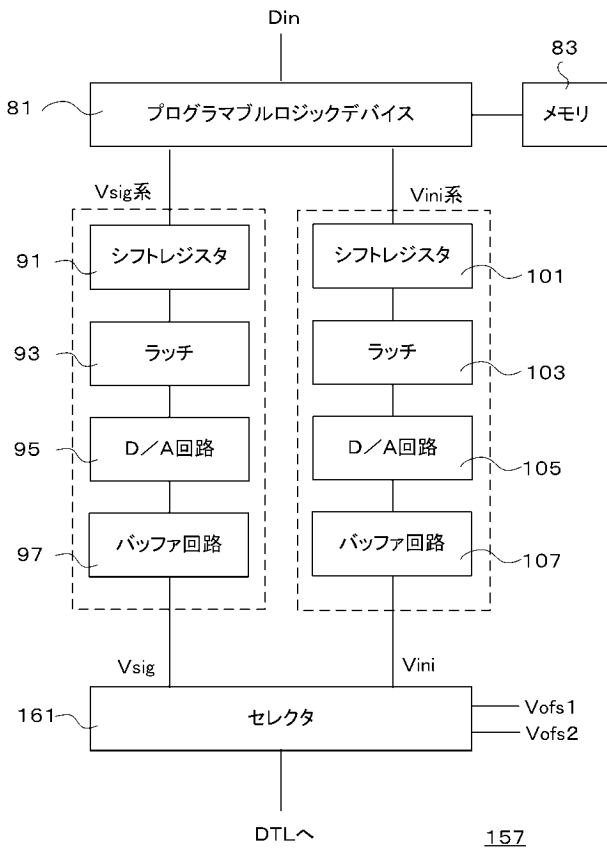 Din
83
81
プログラマブルロジックデバイス
メモリ
Vsig系
Vini系
91
シフトレジスタ
シフトレジスタ
101
93
ラッチ
ラッチ
103
95
D/A回路
D/A回路
105
97
バッファ回路
バッファ回路
107
Vsig
Vini
161
セレクタ
Vofs1
Vofs2
DTLへ
157